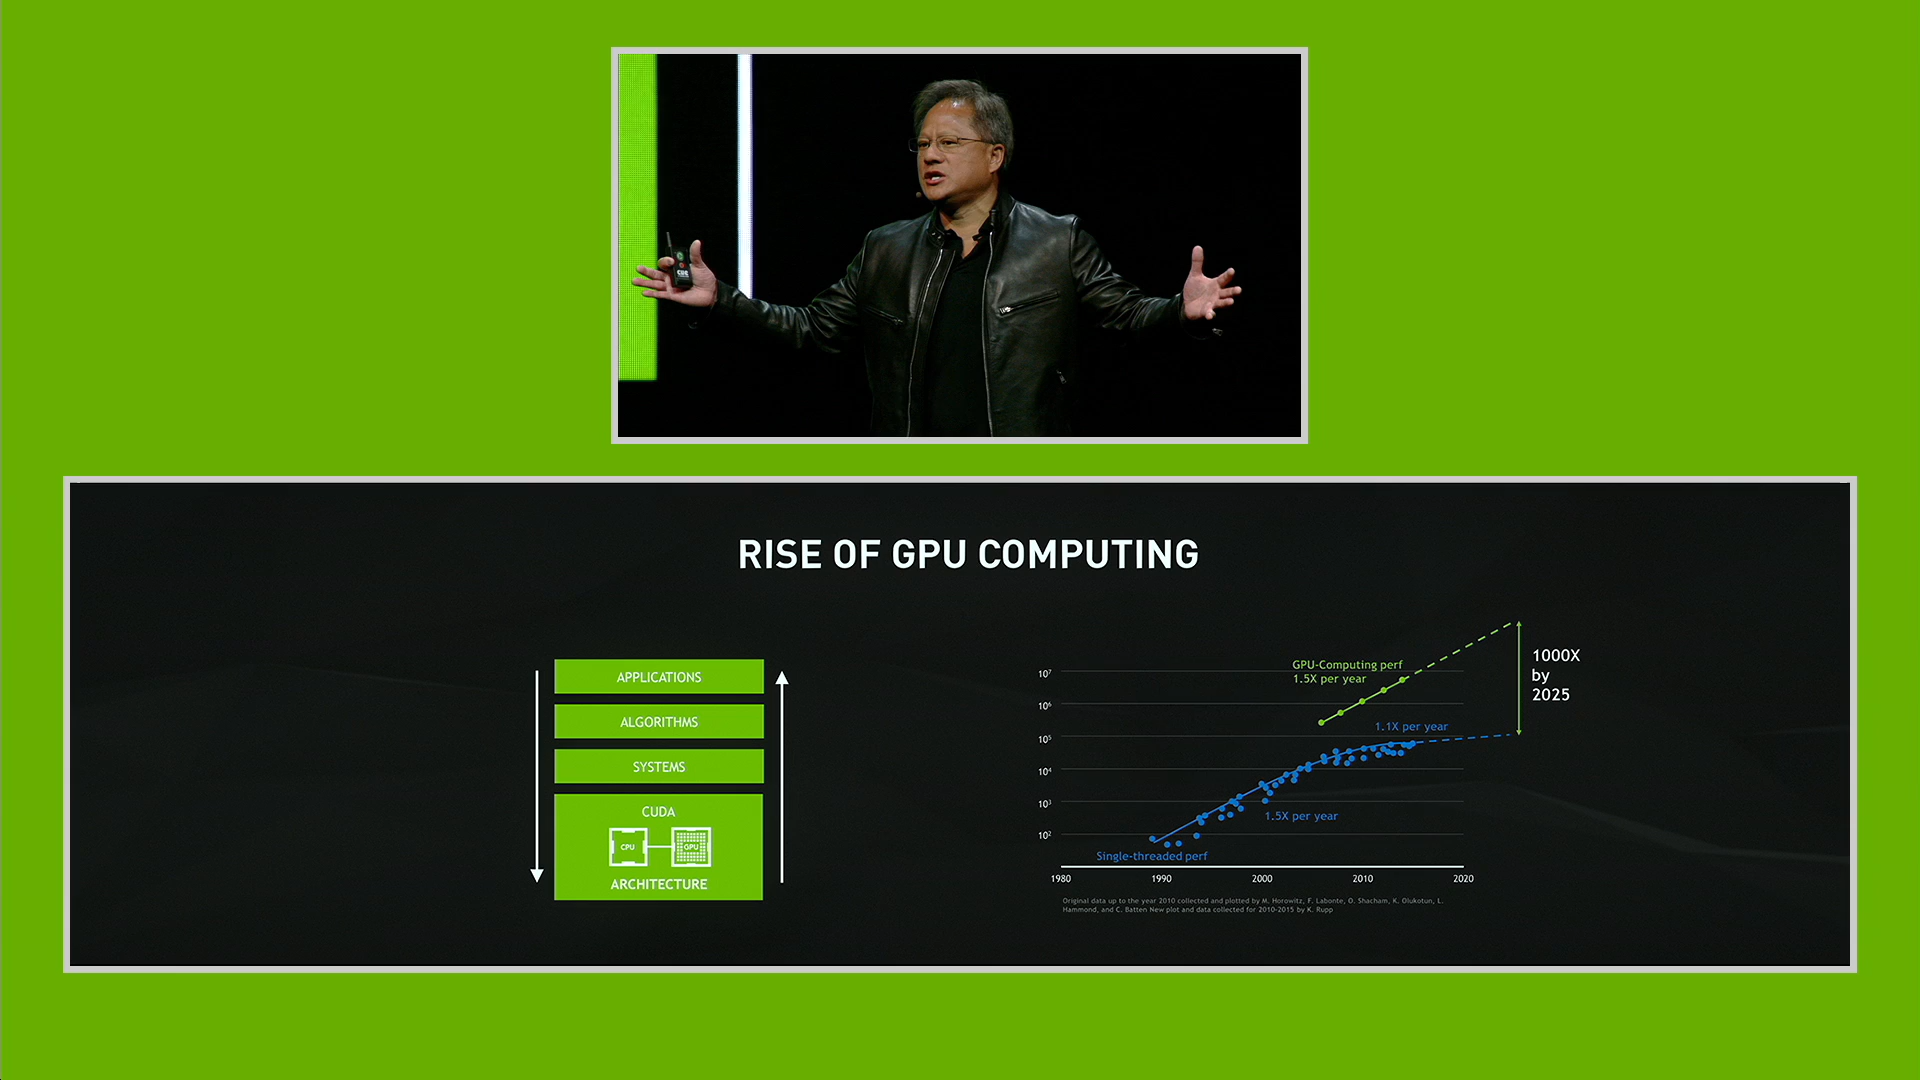 CUE
RISE OF GPU COMPUTING
APPLICATIONS
ALGORITHMS
SYSTEMS
CUDA
CPU
GPU
ARCHITECTURE
GPU-Computing perf
1.5X per year
1000X
by
2025
1.1X per year
10⁷
10⁶
10⁵
10⁴
10³
10²
1.5X per year
Single-threaded perf
1980
1990
2000
2010
2020
Original data up to the year 2010 collected and plotted by M. Horowitz, F. Labonte, O. Shacham, K. Olukotun, L.
Hammond, and C. Batten New plot and data collected for 2010-2015 by K. Rupp